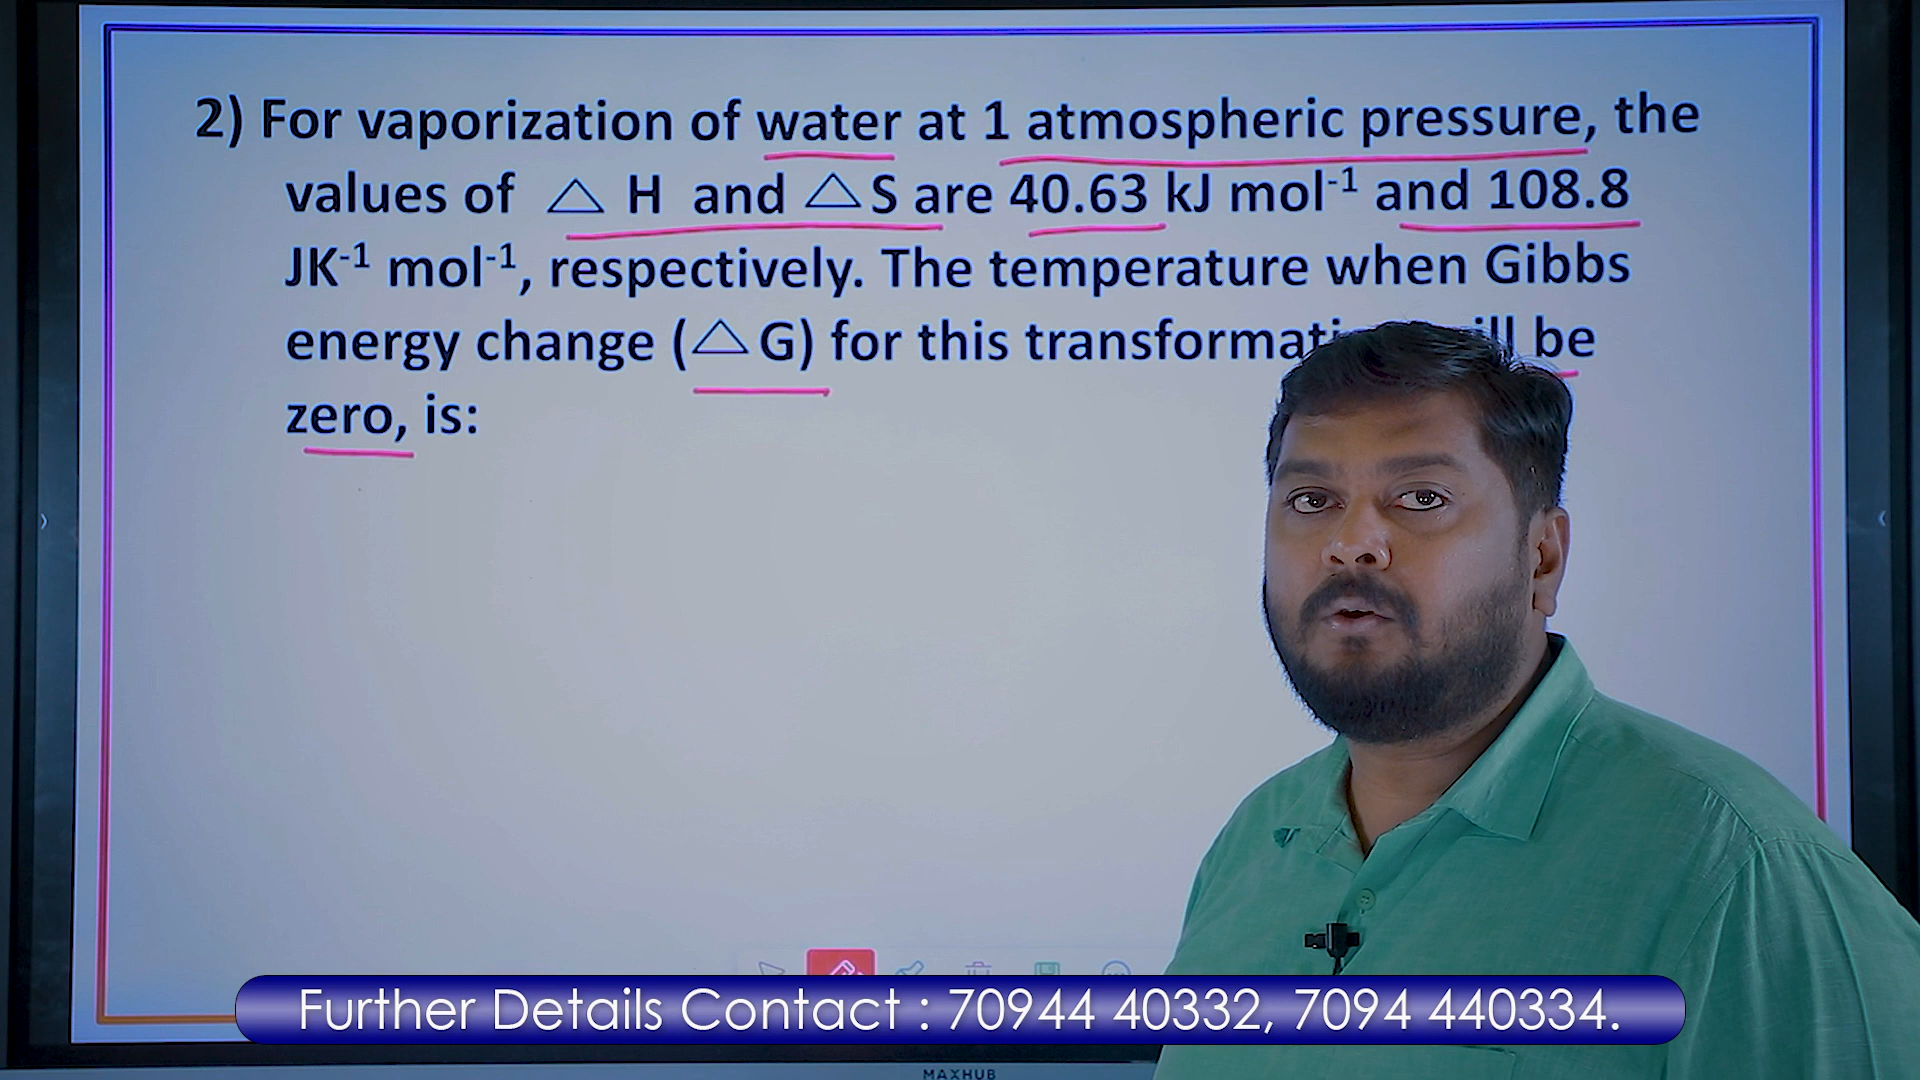 2) For vaporization of water at 1 atmospheric pressure, the
values of △ H and △ S are 40.63 kJ mol⁻¹ and 108.8
JK⁻¹ mol⁻¹, respectively. The temperature when Gibbs
energy change (△ G) for this be
zero, is:
Further Details Contact : 70944 40332, 7094 440334.
MAXHUB